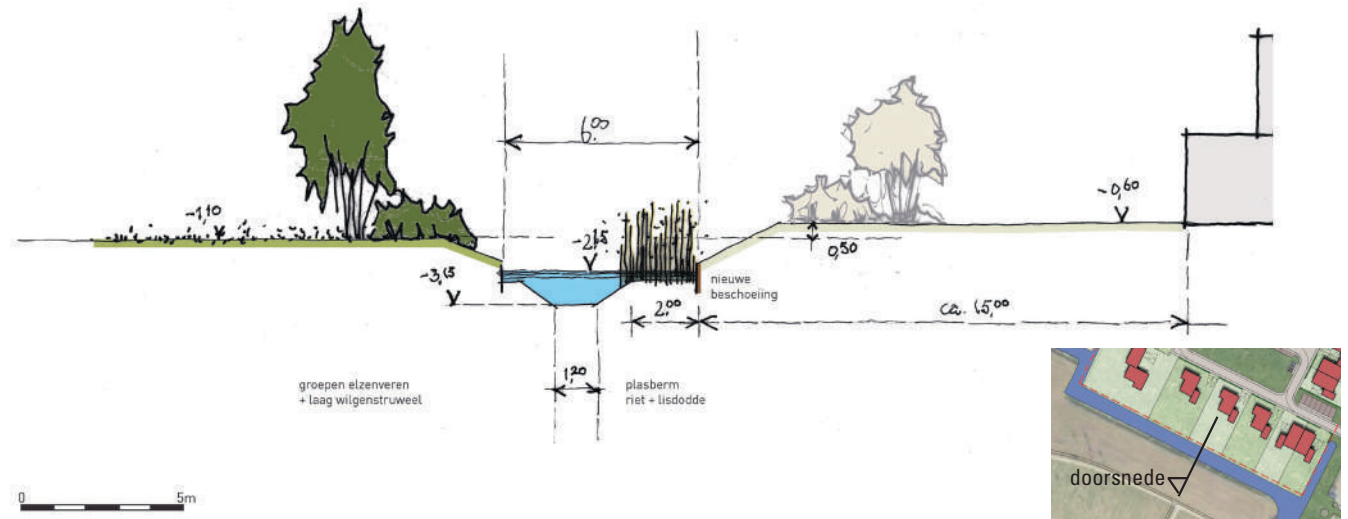 6.00
-1,10
-2,15
-0,60
0,50
-3,15
nieuwe
beschoeiing
2.00
ca. 15,00
1,20
groepen elzenveren
+ laag wilgenstruweel
plasberm
riet + lisdodde
doorsnede
0
5m